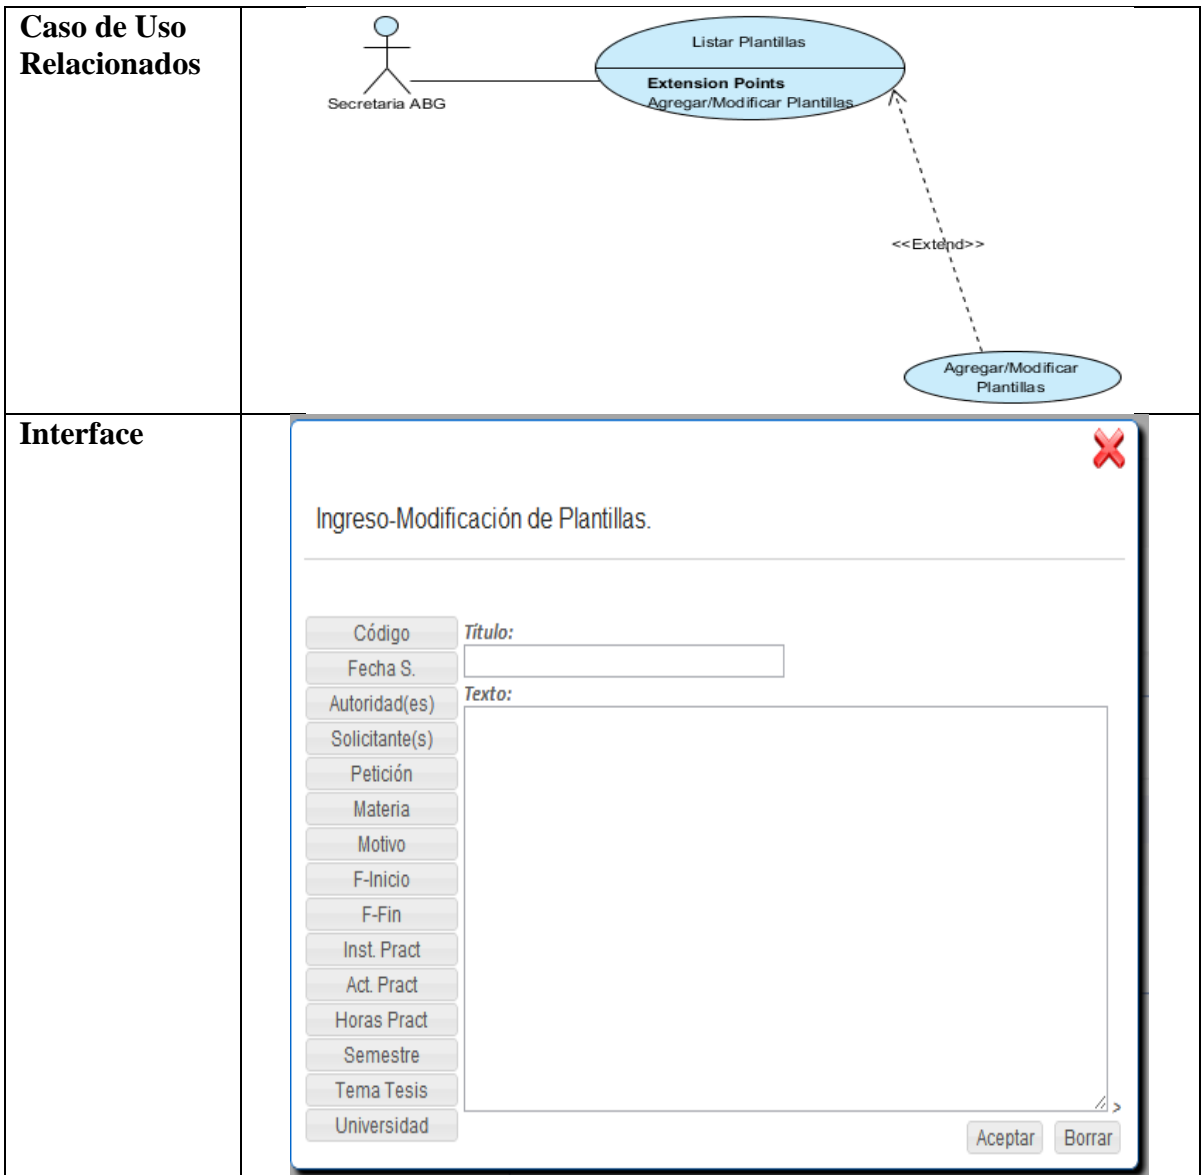 Caso de Uso
Relacionados
Listar Plantillas
Extension Points
Agregar/Modificar Plantillas
Secretaria ABG
<<Extend>>
Agregar/Modificar
Plantillas
Interface
Ingreso-Modificación de Plantillas.
Código
Título:
Fecha S.
Texto:
Autoridad(es)
Solicitante(s)
Petición
Materia
Motivo
F-Inicio
F-Fin
Inst. Pract
Act. Pract
Horas Pract
Semestre
Tema Tesis
Universidad
>
Aceptar Borrar